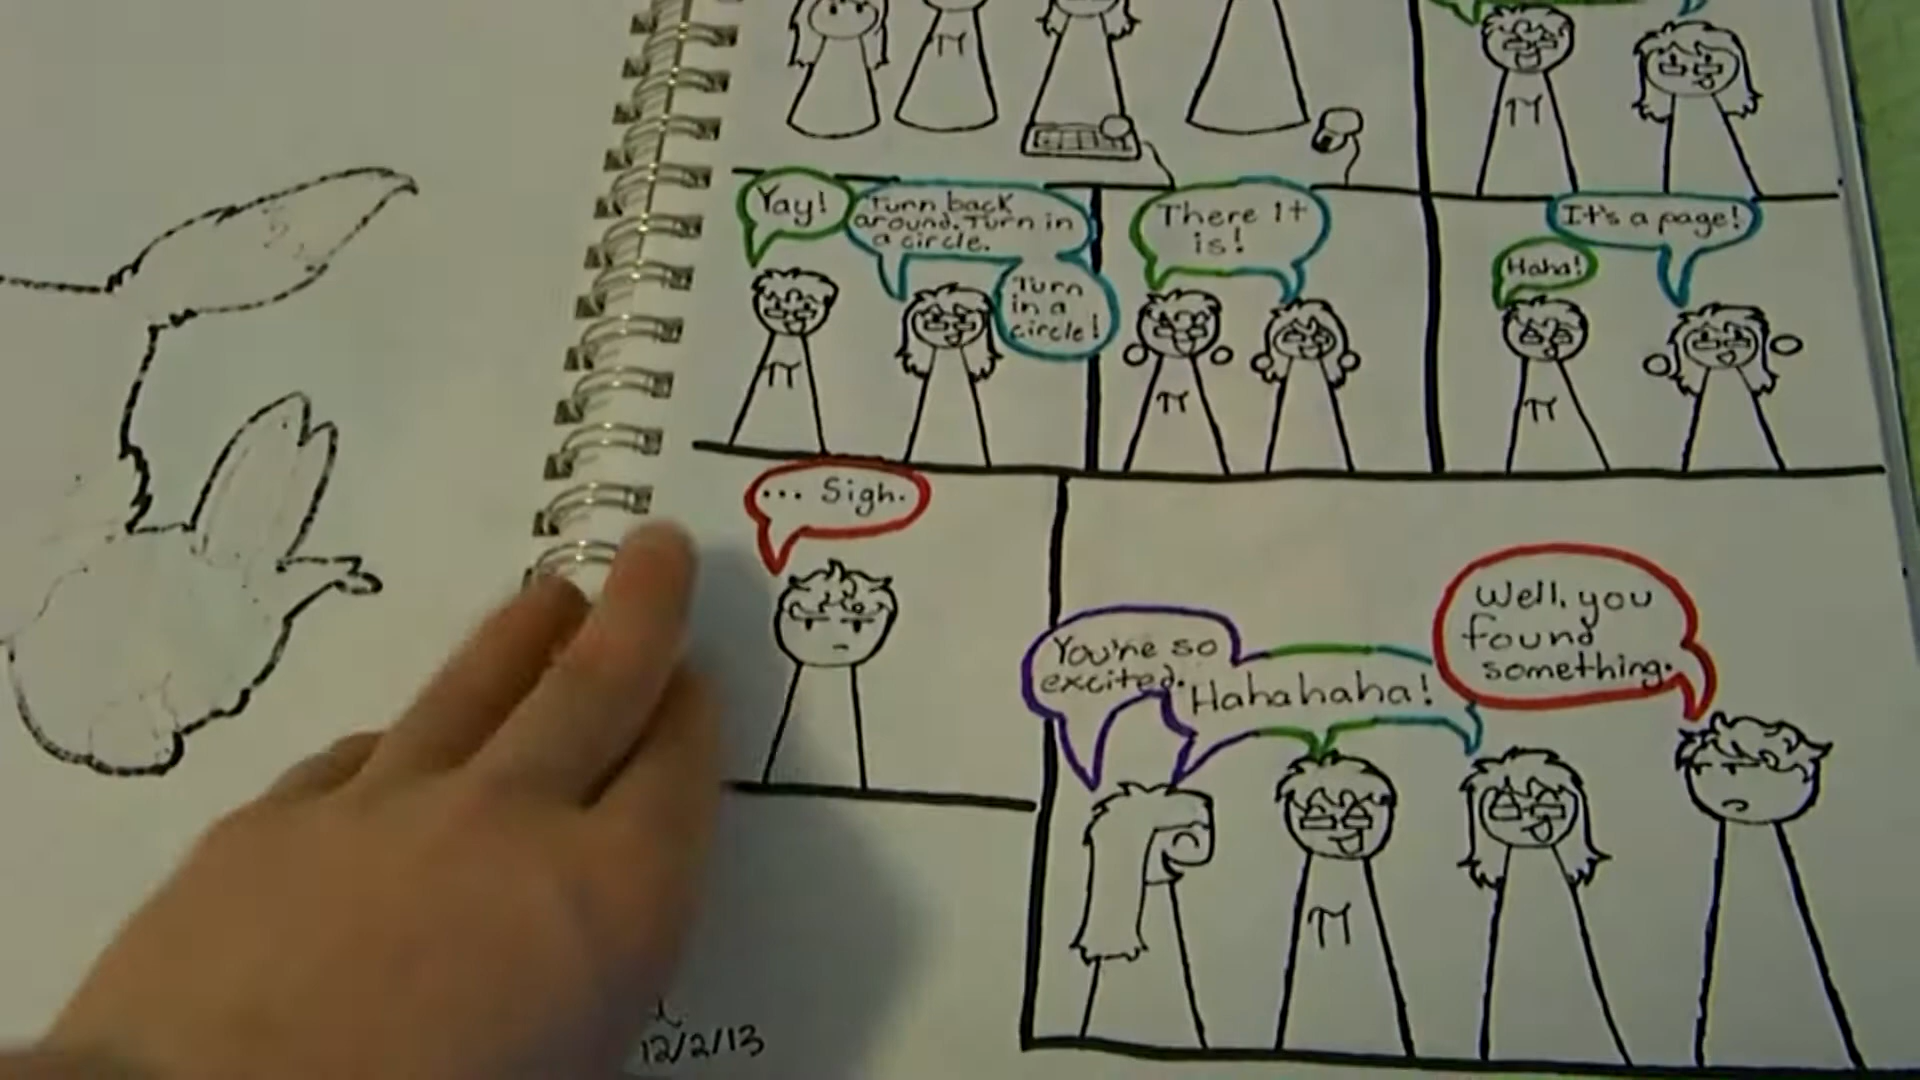 π
π
Yay!
Turn back
around. Turn in
a circle.
Turn
in a
circle!
π
There it
is!
π
It's a page!
Haha!
π
... Sigh.
You're so
excited.
Hahahaha!
Well, you
found
something.
π
12/2/13